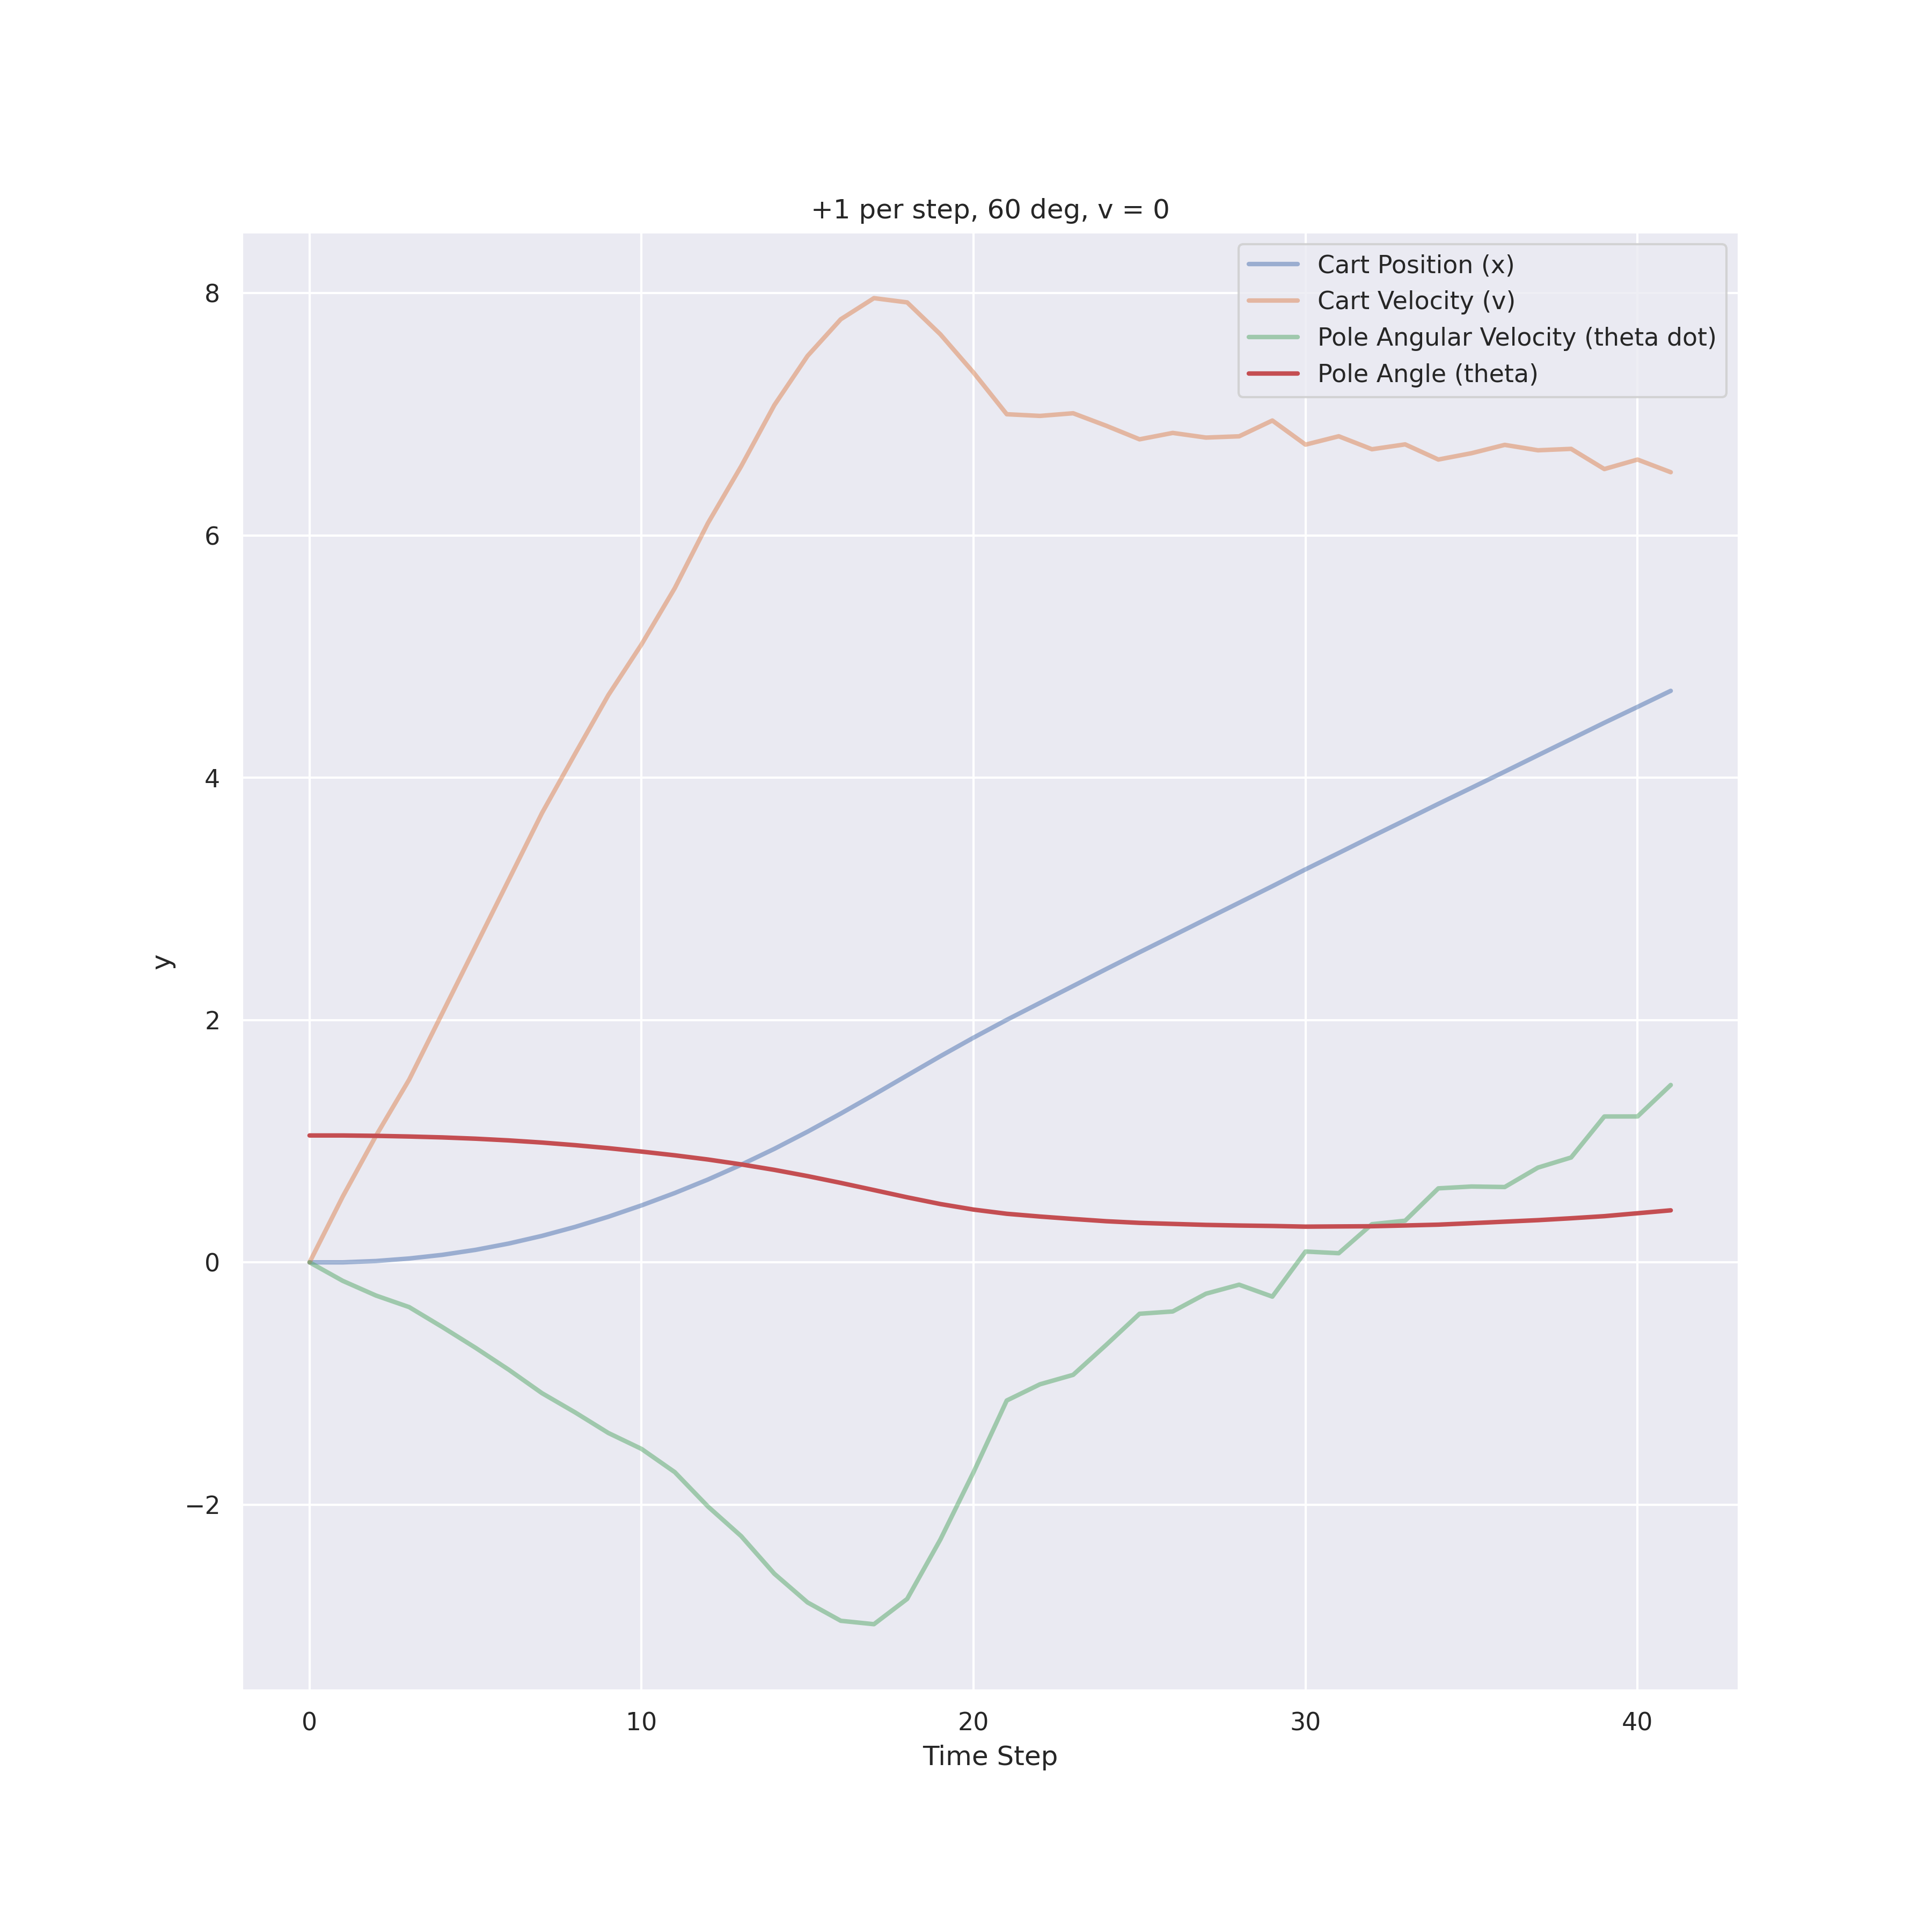 +1 per step, 60 deg, v = 0
Cart Position (x)
Cart Velocity (v)
Pole Angular Velocity (theta dot)
Pole Angle (theta)
8
6
4
2
0
−2
y
0 10 20 30 40
Time Step